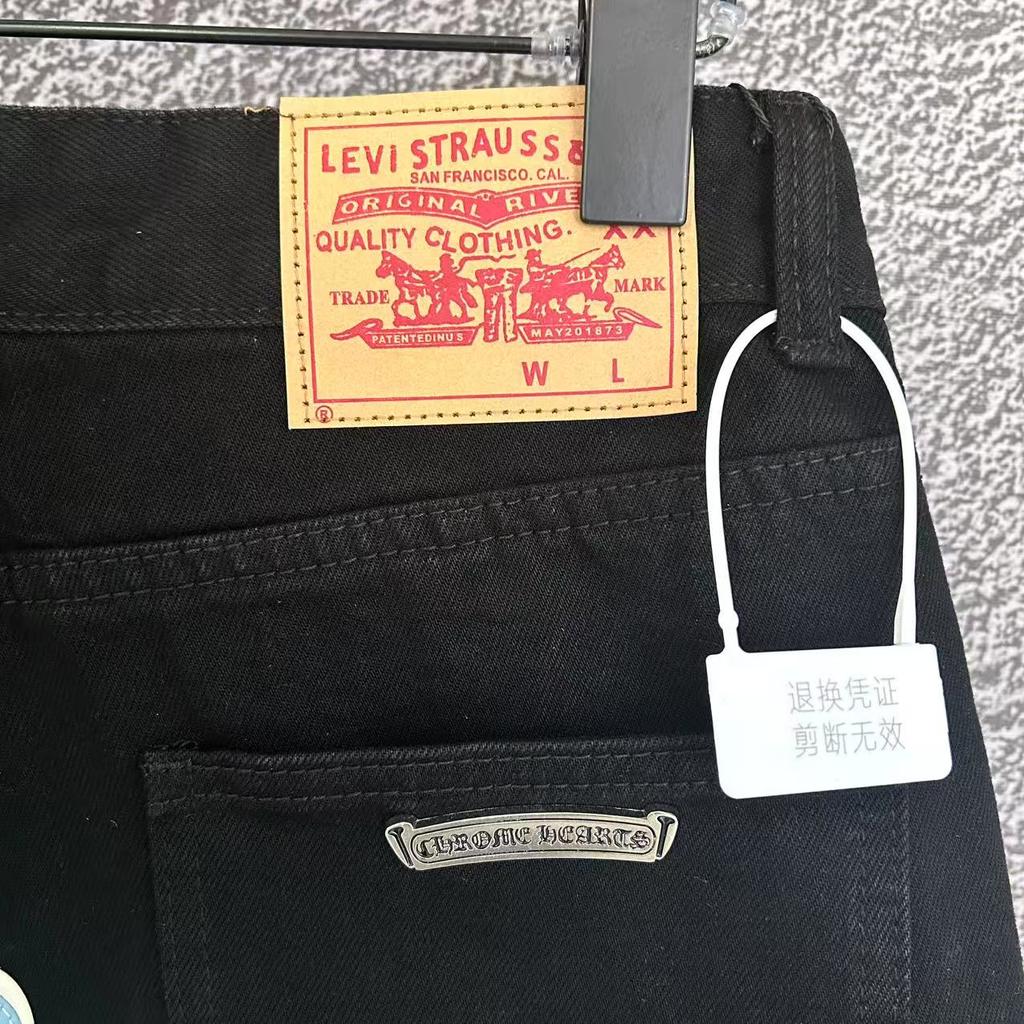 LEVI STRAUSS &
SAN FRANCISCO. CAL.
ORIGINAL RIVE
QUALITY CLOTHING. XX
TRADE MARK
PATENTEDINU S MAY201873
W L
®
退换凭证
剪断无效
CHROME HEARTS